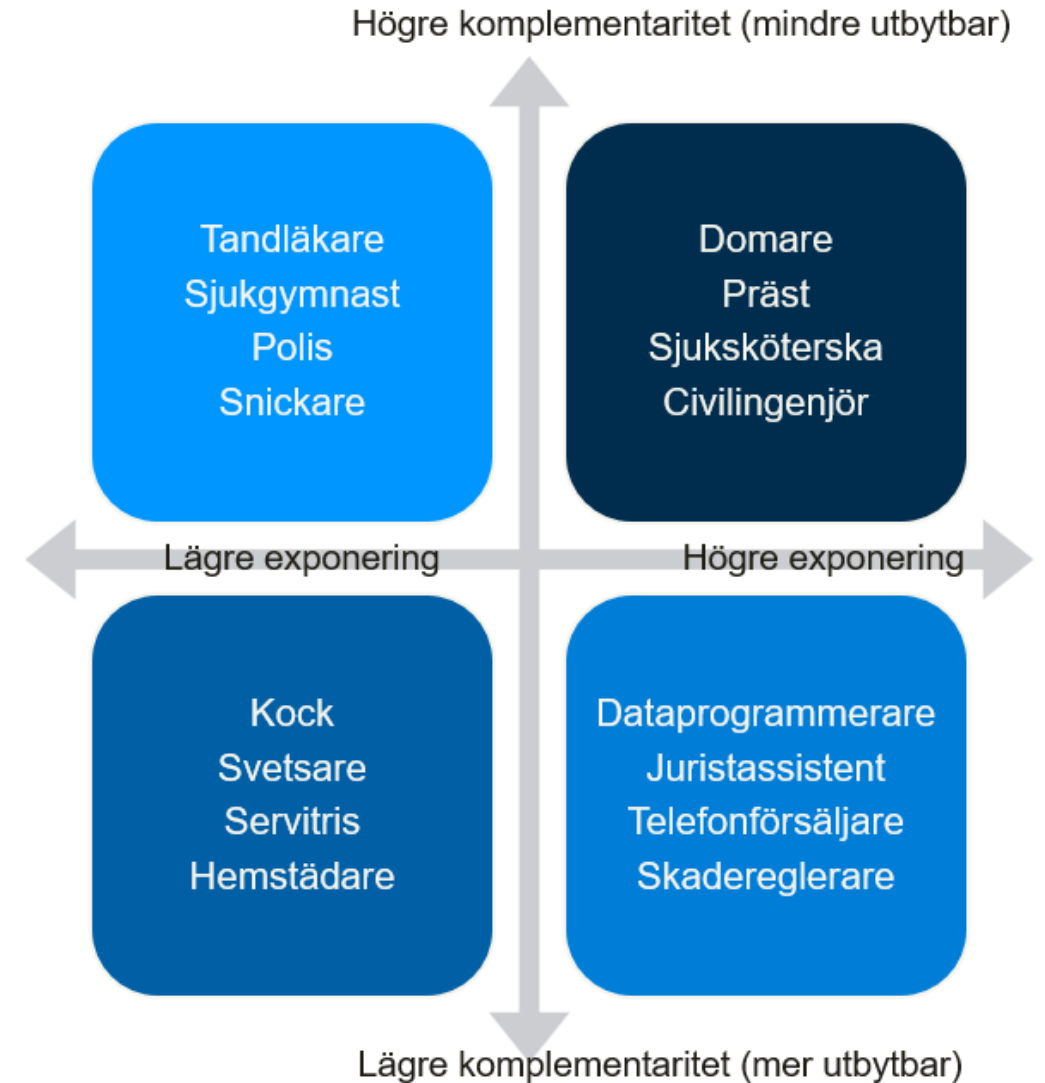 Högre komplementaritet (mindre utbytbar)
Tandläkare
Sjukgymnast
Polis
Snickare
Domare
Präst
Sjuksköterska
Civilingenjör
Lägre exponering
Högre exponering
Kock
Svetsare
Servitris
Hemstädare
Dataprogrammerare
Juristassistent
Telefonförsäljare
Skadereglerare
Lägre komplementaritet (mer utbytbar)